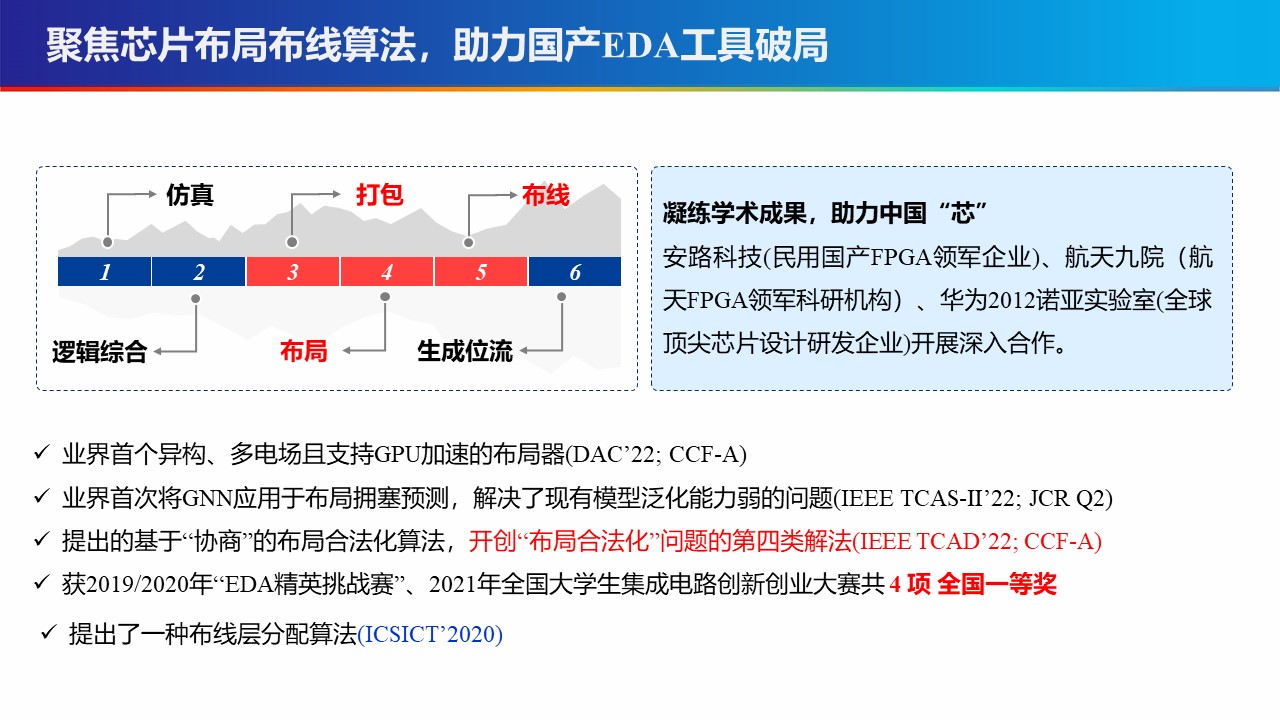 聚焦芯片布局布线算法，助力国产EDA工具破局
仿真
打包
布线
1 2 3 4 5 6
逻辑综合
布局
生成位流
凝练学术成果，助力中国“芯”
安路科技(民用国产FPGA领军企业)、航天九院（航
天FPGA领军科研机构）、华为2012诺亚实验室(全球
顶尖芯片设计研发企业)开展深入合作。
✓ 业界首个异构、多电场且支持GPU加速的布局器(DAC’22; CCF-A)
✓ 业界首次将GNN应用于布局拥塞预测，解决了现有模型泛化能力弱的问题(IEEE TCAS-II’22; JCR Q2)
✓ 提出的基于“协商”的布局合法化算法，开创“布局合法化”问题的第四类解法(IEEE TCAD’22; CCF-A)
✓ 获2019/2020年“EDA精英挑战赛”、2021年全国大学生集成电路创新创业大赛共 4 项 全国一等奖
✓ 提出了一种布线层分配算法(ICSICT’2020)